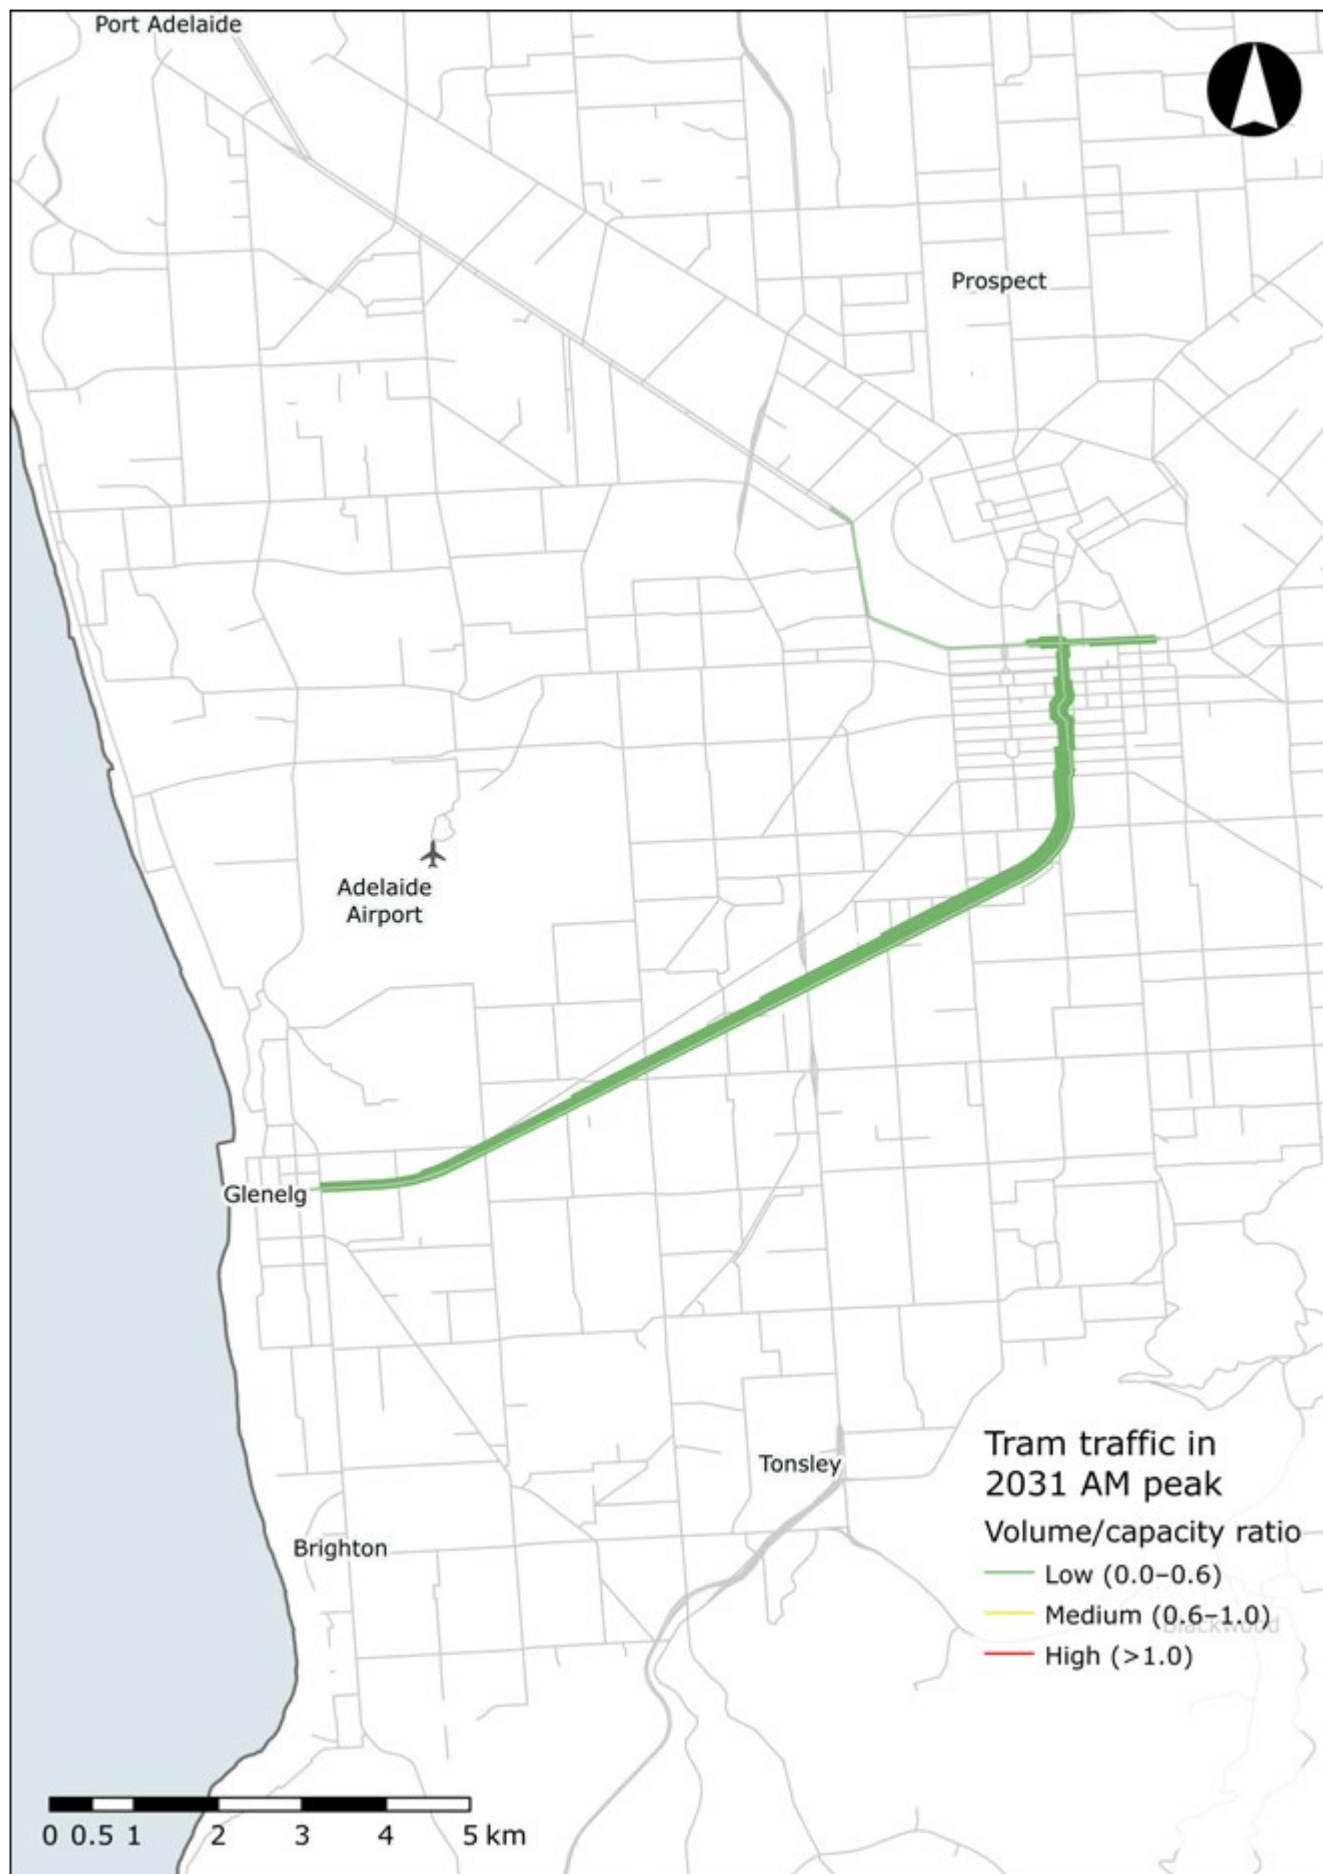 Port Adelaide
Prospect
Adelaide
Airport
Glenelg
Tonsley
Brighton
Tram traffic in
2031 AM peak
Volume/capacity ratio
Low (0.0–0.6)
Medium (0.6–1.0)
Blackwood
High (>1.0)
0 0.5 1 2 3 4 5 km